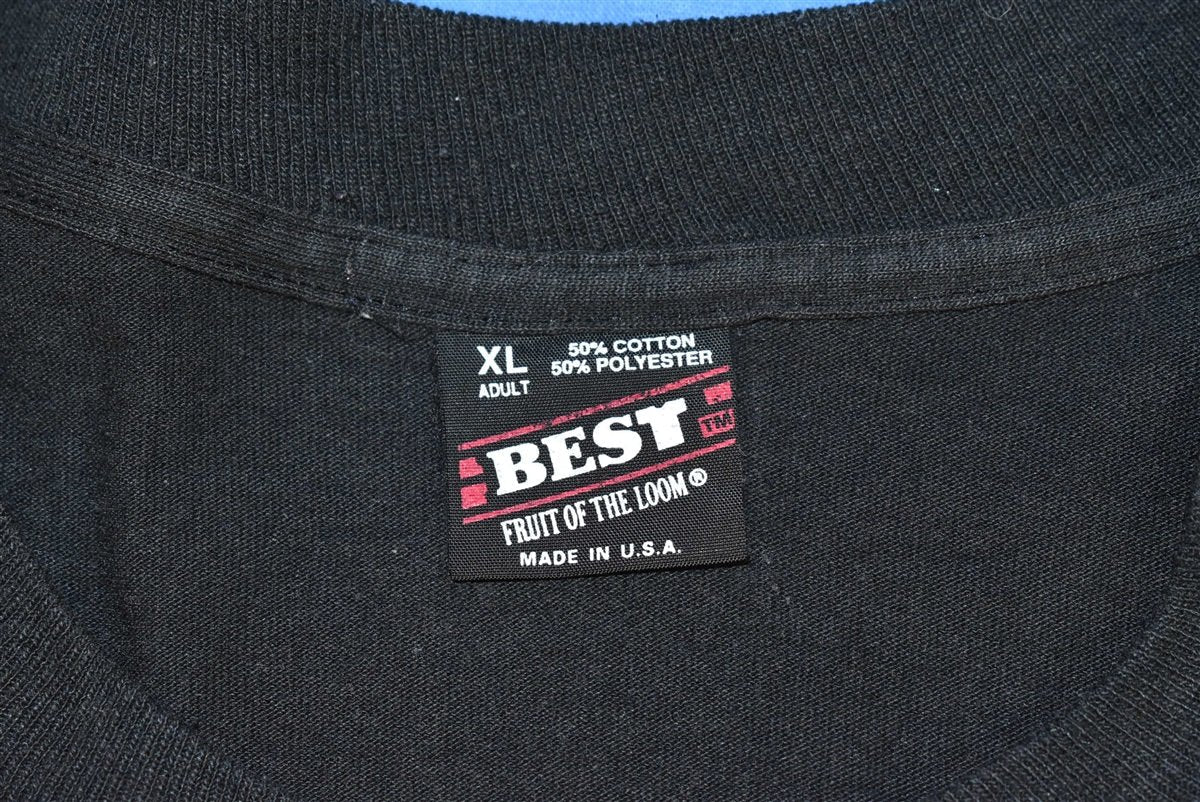 XL
ADULT
50% COTTON
50% POLYESTER
BEST TM
FRUIT OF THE LOOM®
MADE IN U.S.A.